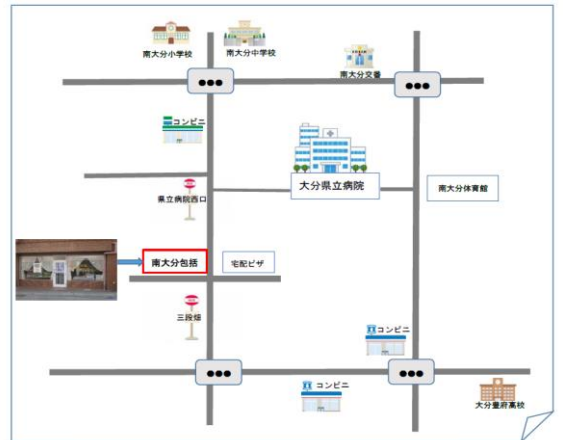 南大分小学校
南大分中学校
南大分交番
コンビニ
大分県立病院
南大分体育館
県立病院西口
南大分包括
宅配ピザ
三段畑
コンビニ
コンビニ
大分豊府高校